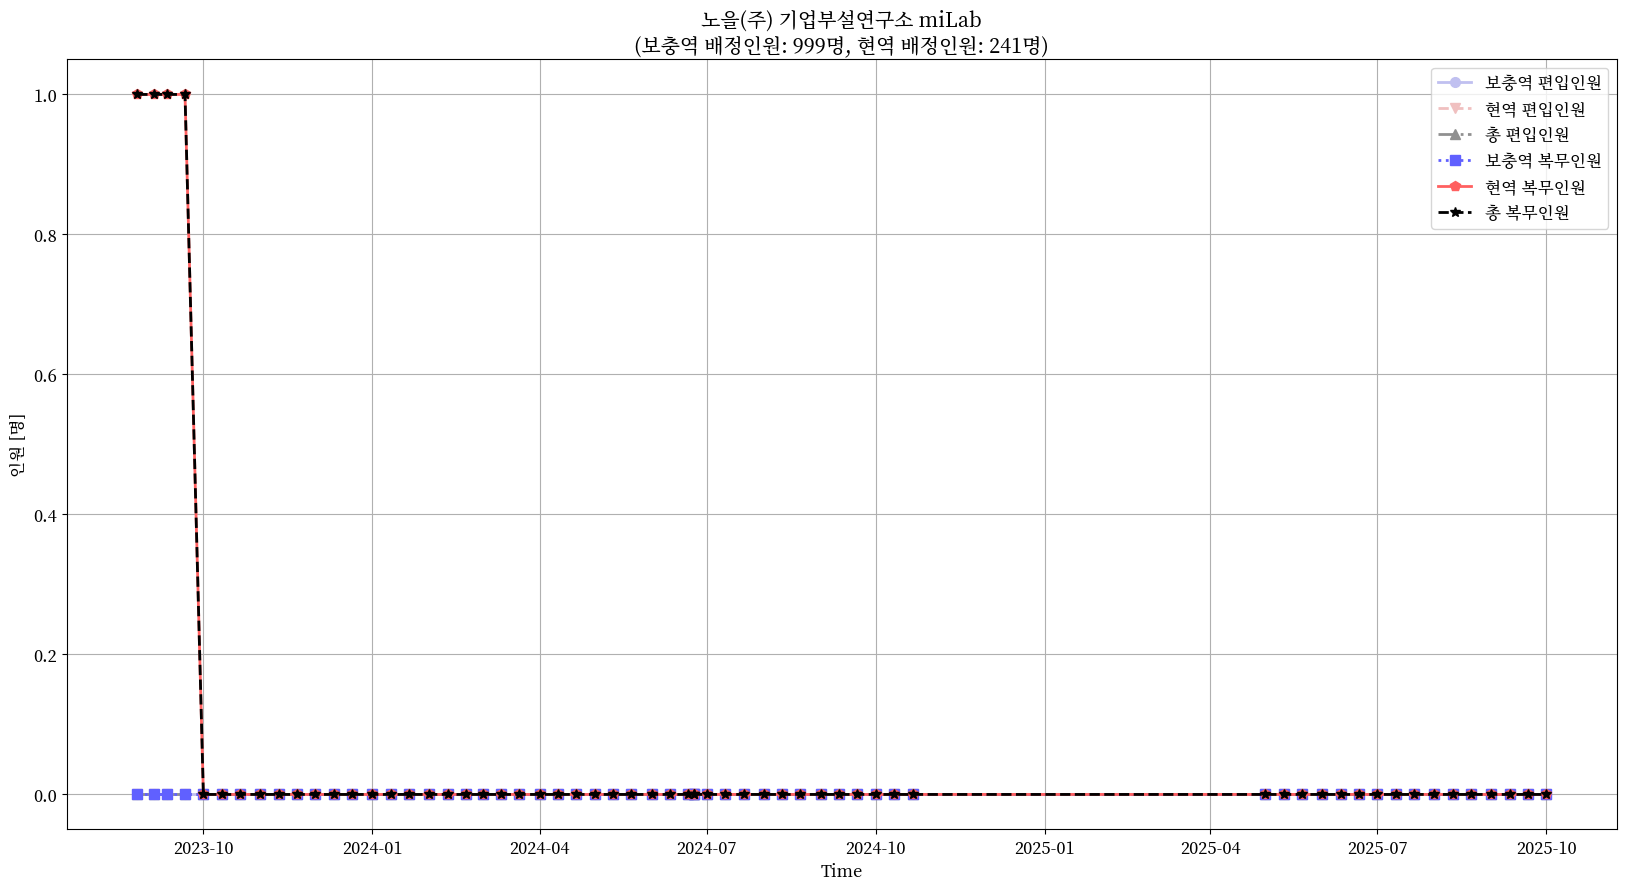 노을(주) 기업부설연구소 miLab
(보충역 배정인원: 999명, 현역 배정인원: 241명)
보충역 편입인원
현역 편입인원
총 편입인원
보충역 복무인원
현역 복무인원
총 복무인원
1.0
0.8
0.6
0.4
0.2
0.0
인원 [명]
2023-10
2024-01
2024-04
2024-07
2024-10
2025-01
2025-04
2025-07
2025-10
Time